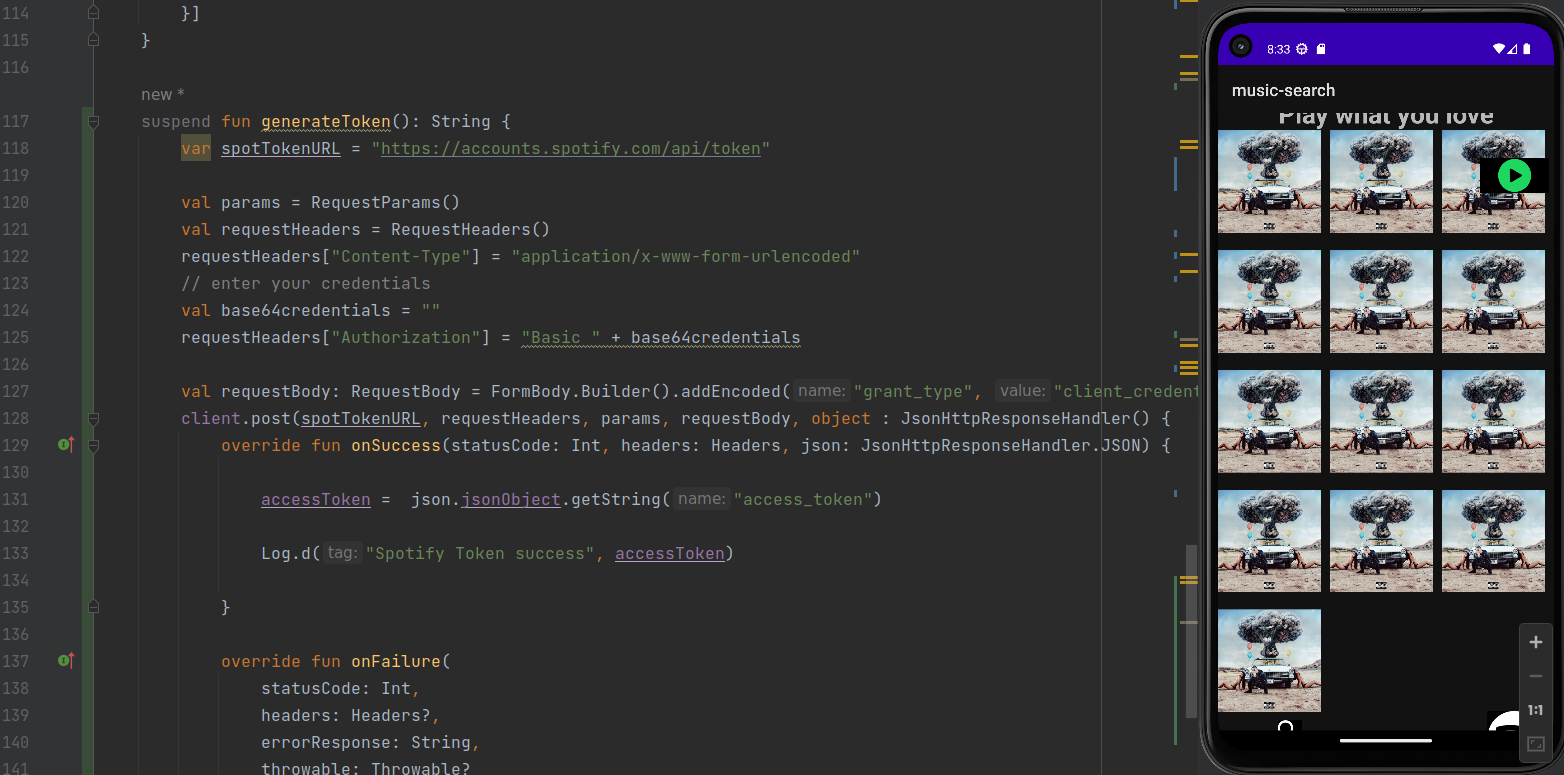 114 }]
115 }
116
new *
117 suspend fun generateToken(): String {
118 var spotTokenURL = "https://accounts.spotify.com/api/token"
119
120 val params = RequestParams()
121 val requestHeaders = RequestHeaders()
122 requestHeaders["Content-Type"] = "application/x-www-form-urlencoded"
123 // enter your credentials
124 val base64credentials = ""
125 requestHeaders["Authorization"] = "Basic " + base64credentials
126
127 val requestBody: RequestBody = FormBody.Builder().addEncoded( name: "grant_type", value: "client_credent
128 client.post(spotTokenURL, requestHeaders, params, requestBody, object : JsonHttpResponseHandler() {
129 override fun onSuccess(statusCode: Int, headers: Headers, json: JsonHttpResponseHandler.JSON) {
130
131 accessToken = json.jsonObject.getString( name: "access_token")
132
133 Log.d( tag: "Spotify Token success", accessToken)
134
135 }
136
137 override fun onFailure(
138 statusCode: Int,
139 headers: Headers?,
140 errorResponse: String,
141 throwable: Throwable?
8:33
music-search
Play what you love
1:1